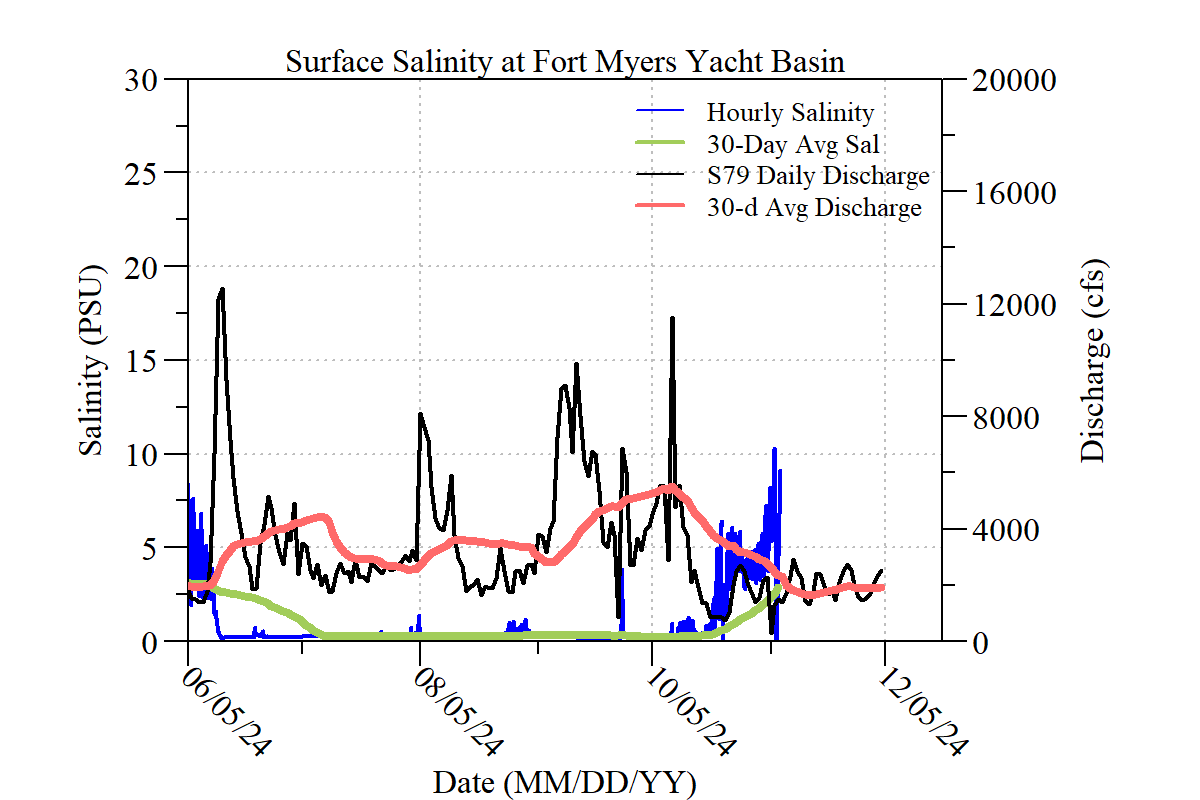 Surface Salinity at Fort Myers Yacht Basin
30
25
20
15
10
5
0
Salinity (PSU)
Hourly Salinity
30-Day Avg Sal
S79 Daily Discharge
30-d Avg Discharge
20000
16000
12000
8000
4000
0
Discharge (cfs)
06/05/24
08/05/24
10/05/24
12/05/24
Date (MM/DD/YY)